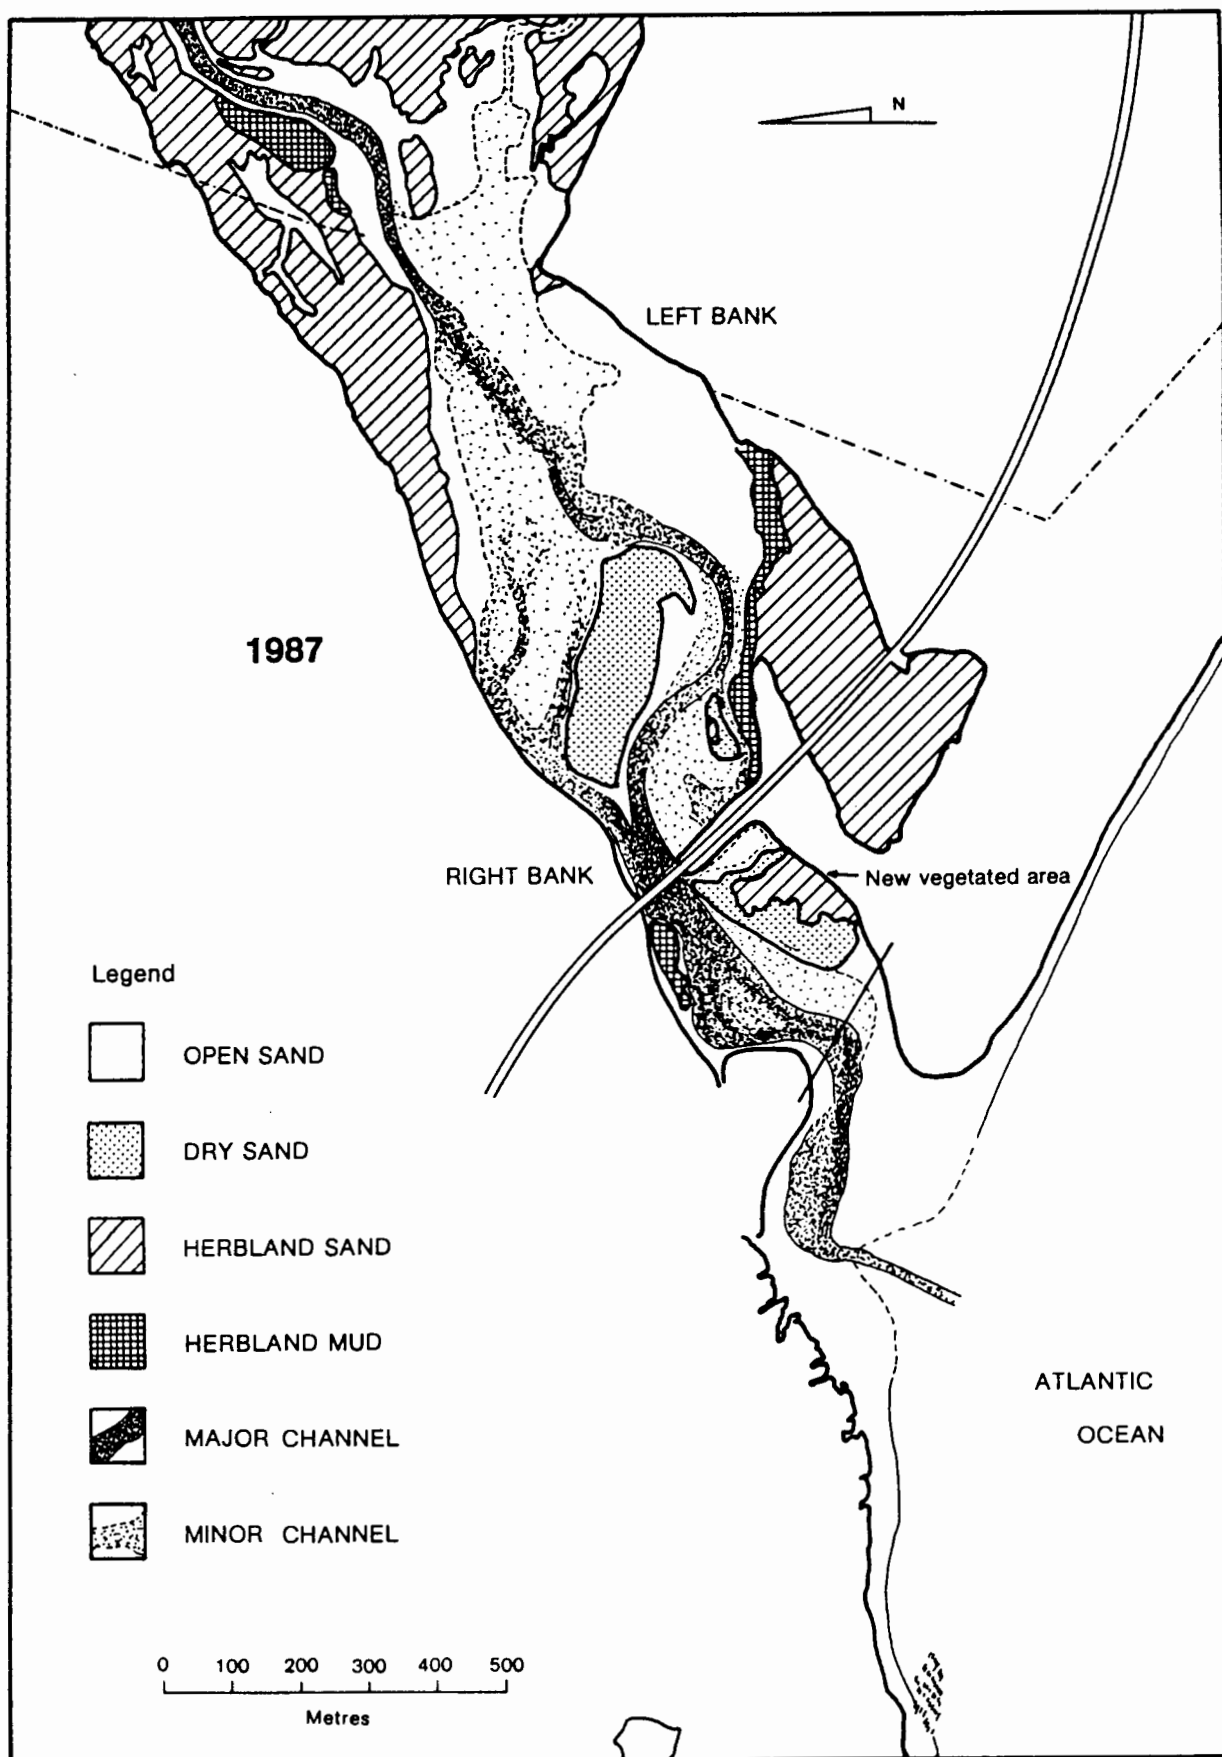 N
LEFT BANK
1987
RIGHT BANK
New vegetated area
Legend
OPEN SAND
DRY SAND
HERBLAND SAND
HERBLAND MUD
MAJOR CHANNEL
MINOR CHANNEL
ATLANTIC
OCEAN
0 100 200 300 400 500
Metres